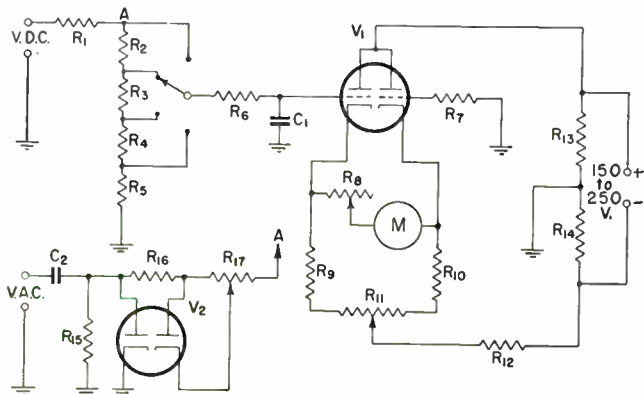 A
V.D.C.
R1
R2
R3
R4
R5
R6
C1
V1
R7
R8
M
R9
R10
R11
R12
R13
R14
150 +
to
250 −
V.
C2
V.A.C.
R15
R16
R17
A
V2